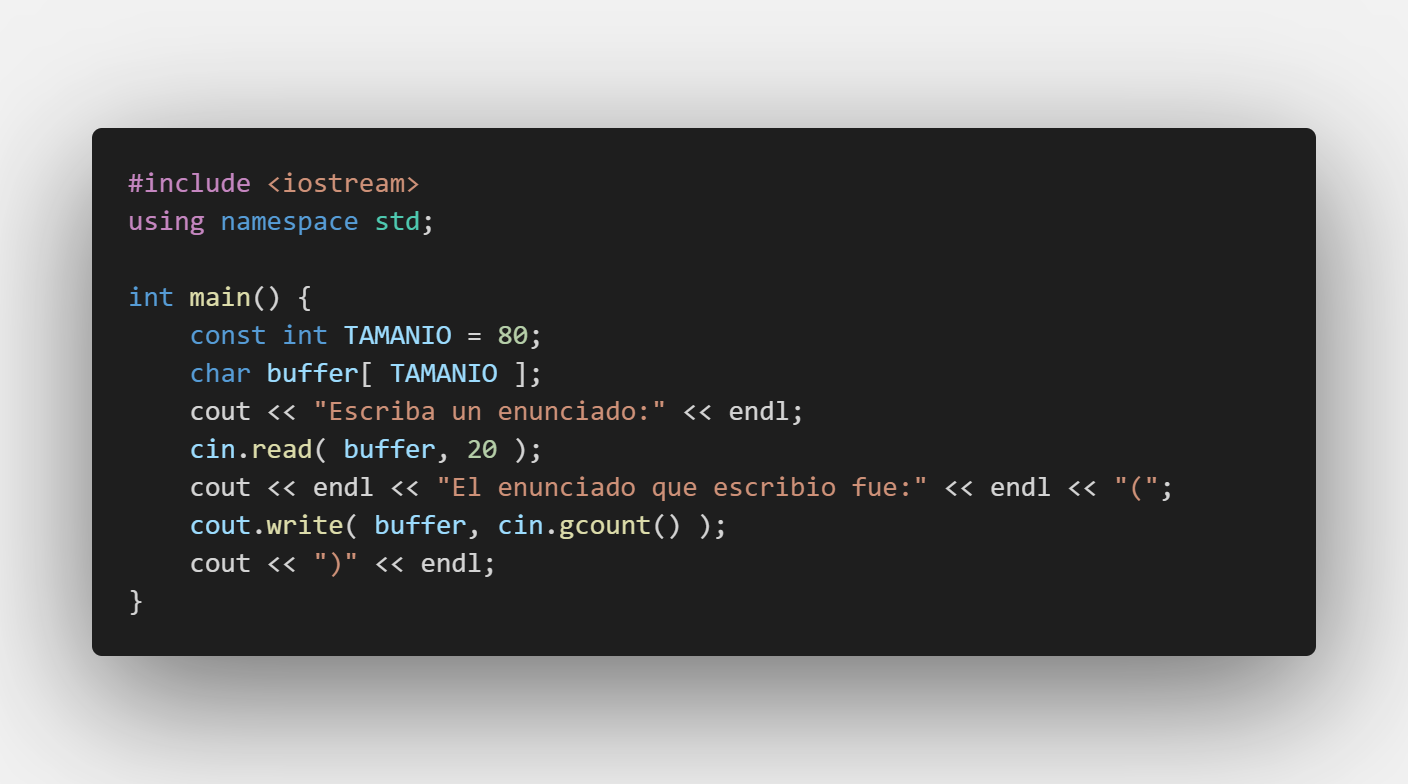 #include <iostream>
using namespace std;

int main() {
    const int TAMANIO = 80;
    char buffer[ TAMANIO ];
    cout << "Escriba un enunciado:" << endl;
    cin.read( buffer, 20 );
    cout << endl << "El enunciado que escribio fue:" << endl << "(";
    cout.write( buffer, cin.gcount() );
    cout << ")" << endl;
}